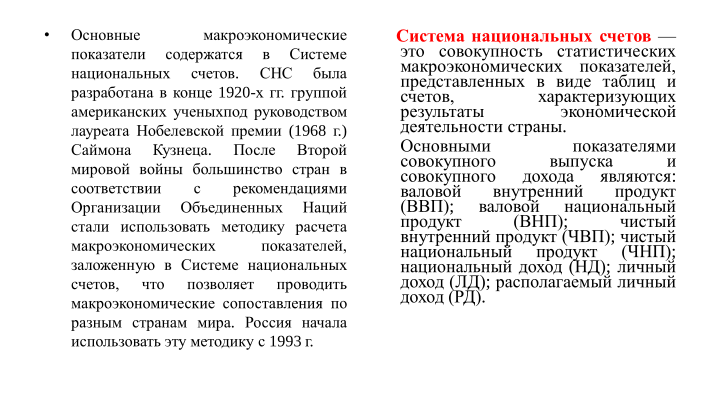 • Основные макроэкономические
показатели содержатся в Системе
национальных счетов. СНС была
разработана в конце 1920-х гг. группой
американских ученыхпод руководством
лауреата Нобелевской премии (1968 г.)
Саймона Кузнеца. После Второй
мировой войны большинство стран в
соответствии с рекомендациями
Организации Объединенных Наций
стали использовать методику расчета
макроэкономических показателей,
заложенную в Системе национальных
счетов, что позволяет проводить
макроэкономические сопоставления по
разным странам мира. Россия начала
использовать эту методику с 1993 г.
Система национальных счетов —
это совокупность статистических
макроэкономических показателей,
представленных в виде таблиц и
счетов, характеризующих
результаты экономической
деятельности страны.
Основными показателями
совокупного выпуска и
совокупного дохода являются:
валовой внутренний продукт
(ВВП); валовой национальный
продукт (ВНП); чистый
внутренний продукт (ЧВП); чистый
национальный продукт (ЧНП);
национальный доход (НД); личный
доход (ЛД); располагаемый личный
доход (РД).